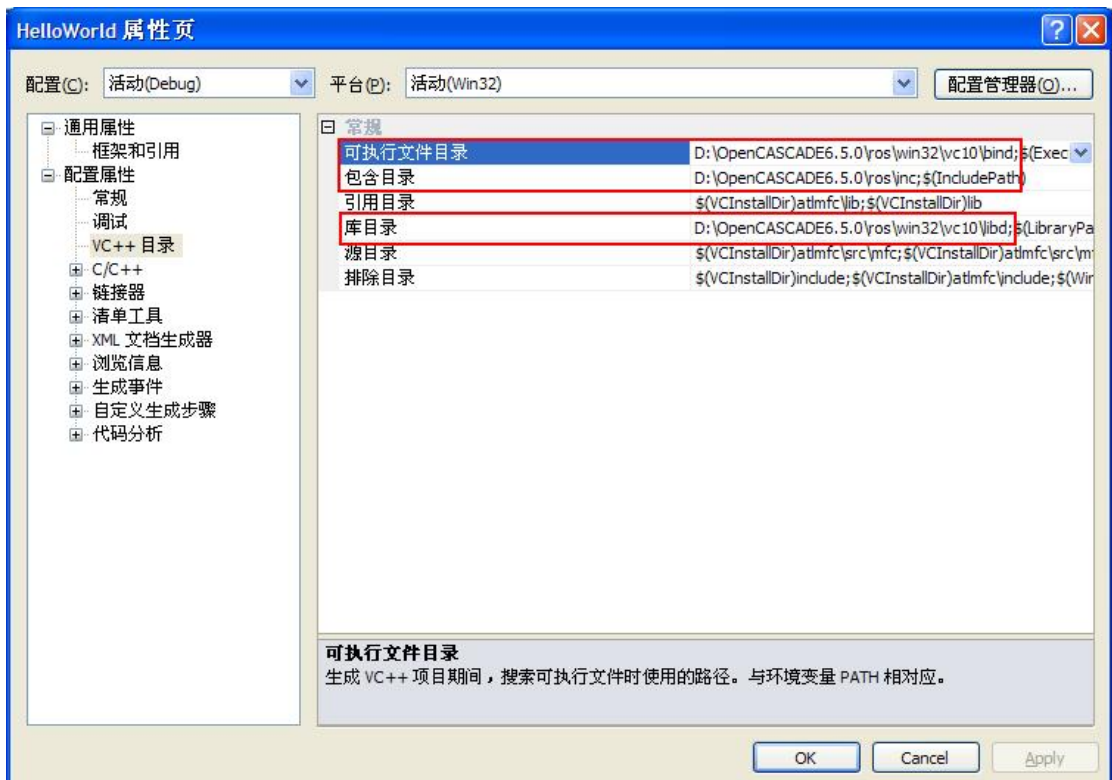 HelloWorld 属性页
配置(C): 活动(Debug) 平台(P): 活动(Win32) 配置管理器(O)...
通用属性
框架和引用
配置属性
常规
调试
VC++ 目录
C/C++
链接器
清单工具
XML 文档生成器
浏览信息
生成事件
自定义生成步骤
代码分析
常规
可执行文件目录 D:\OpenCASCADE6.5.0\ros\win32\vc10\bind;$(Exec
包含目录 D:\OpenCASCADE6.5.0\ros\inc;$(IncludePath)
引用目录 $(VCInstallDir)atlmfc\lib;$(VCInstallDir)lib
库目录 D:\OpenCASCADE6.5.0\ros\win32\vc10\libd;$(LibraryPa
源目录 $(VCInstallDir)atlmfc\src\mfc;$(VCInstallDir)atlmfc\src\m
排除目录 $(VCInstallDir)include;$(VCInstallDir)atlmfc\include;$(Wir
可执行文件目录
生成 VC++ 项目期间，搜索可执行文件时使用的路径。与环境变量 PATH 相对应。
OK Cancel Apply